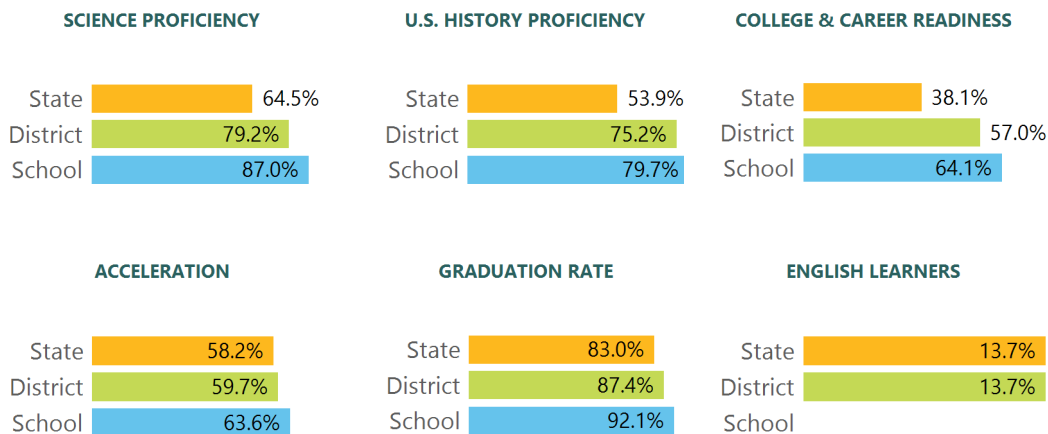 SCIENCE PROFICIENCY
State 64.5%
District 79.2%
School 87.0%
U.S. HISTORY PROFICIENCY
State 53.9%
District 75.2%
School 79.7%
COLLEGE & CAREER READINESS
State 38.1%
District 57.0%
School 64.1%
ACCELERATION
State 58.2%
District 59.7%
School 63.6%
GRADUATION RATE
State 83.0%
District 87.4%
School 92.1%
ENGLISH LEARNERS
State 13.7%
District 13.7%
School